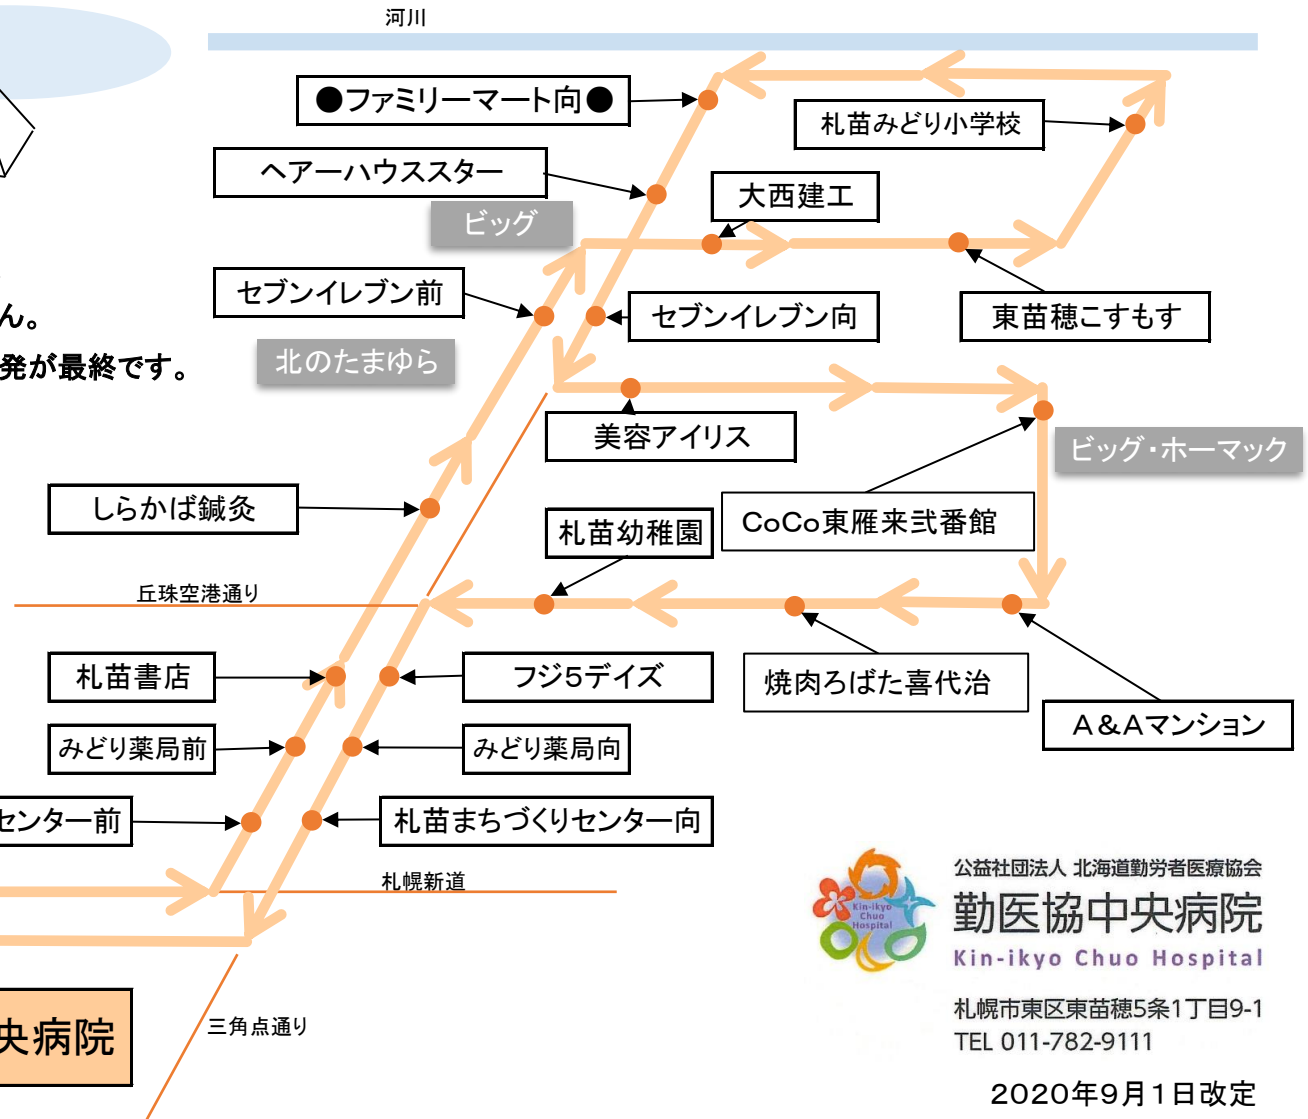 河川
●ファミリーマート向●
札苗みどり小学校
ヘアーハウススター
大西建工
ビッグ
セブンイレブン前
セブンイレブン向
東苗穂こすもす
ん。
北のたまゆら
発が最終です。
美容アイリス
ビッグ・ホーマック
しらかば鍼灸
札苗幼稚園
CoCo東雁来弐番館
丘珠空港通り
札苗書店
フジ5デイズ
焼肉ろばた喜代治
A&Aマンション
みどり薬局前
みどり薬局向
センター前
札苗まちづくりセンター向
札幌新道
公益社団法人 北海道勤労者医療協会
Kin-ikyo
Chuo
Hospital
勤医協中央病院
Kin-ikyo Chuo Hospital
札幌市東区東苗穂5条1丁目9-1
三角点通り
央病院
TEL 011-782-9111
2020年9月1日改定